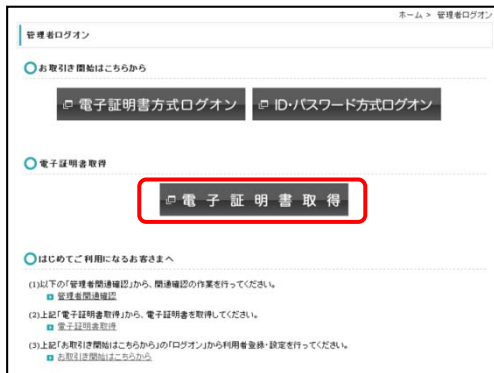 ホーム > 管理者ログオン
管理者ログオン
お取引き開始はこちらから
電子証明書方式ログオン
ID・パスワード方式ログオン
電子証明書取得
電子証明書取得
はじめてご利用になるお客さまへ
(1)以下の「管理者開通確認」から、開通確認の作業を行ってください。
管理者開通確認
(2)上記「電子証明書取得」から、電子証明書を取得してください。
電子証明書取得
(3)上記「お取引き開始はこちらから」の「ログオン」から利用者登録・設定を行ってください。
お取引き開始はこちらから